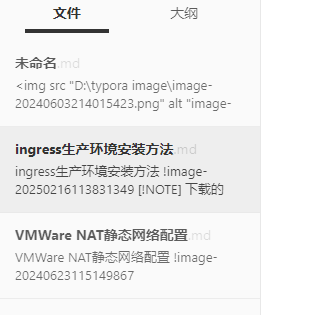 文件 大纲
未命名.md
<img src "D:\typora image\image-
20240603214015423.png" alt "image-
ingress生产环境安装方法.md
ingress生产环境安装方法 !image-
20250216113831349 [!NOTE] 下载的
VMWare NAT静态网络配置.md
VMWare NAT静态网络配置 !image-
20240623115149867